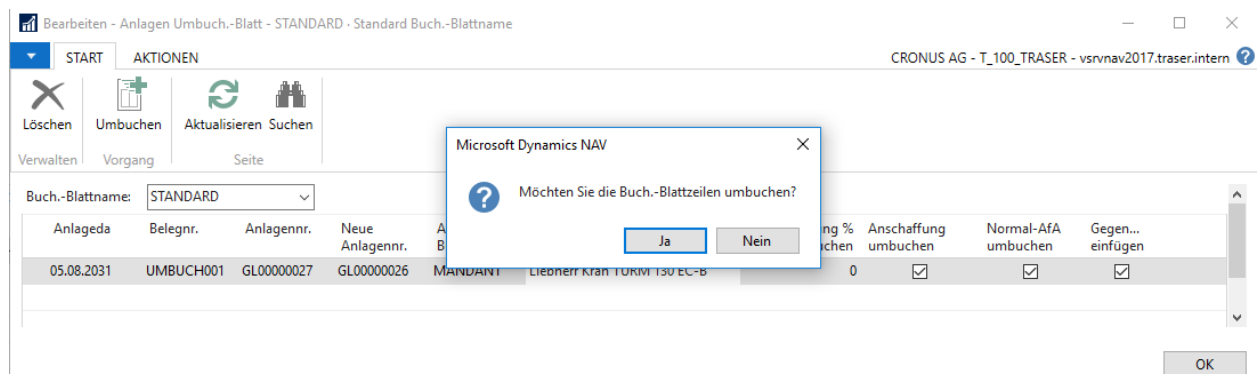 Bearbeiten - Anlagen Umbuch.-Blatt - STANDARD · Standard Buch.-Blattname
START AKTIONEN CRONUS AG - T_100_TRASER - vsrvnav2017.traser.intern
Löschen Umbuchen Aktualisieren Suchen
Verwalten Vorgang Seite
Microsoft Dynamics NAV
Möchten Sie die Buch.-Blattzeilen umbuchen?
Ja Nein
Buch.-Blattname: STANDARD
Anlageda Belegnr. Anlagennr. Neue Anschaffung Normal-AfA Gegen...
Anlagennr. umbuchen umbuchen einfügen
05.08.2031 UMBUCH001 GL00000027 GL00000026 MANDANT Liebherr Kran TURM 130 EC-B 0
OK